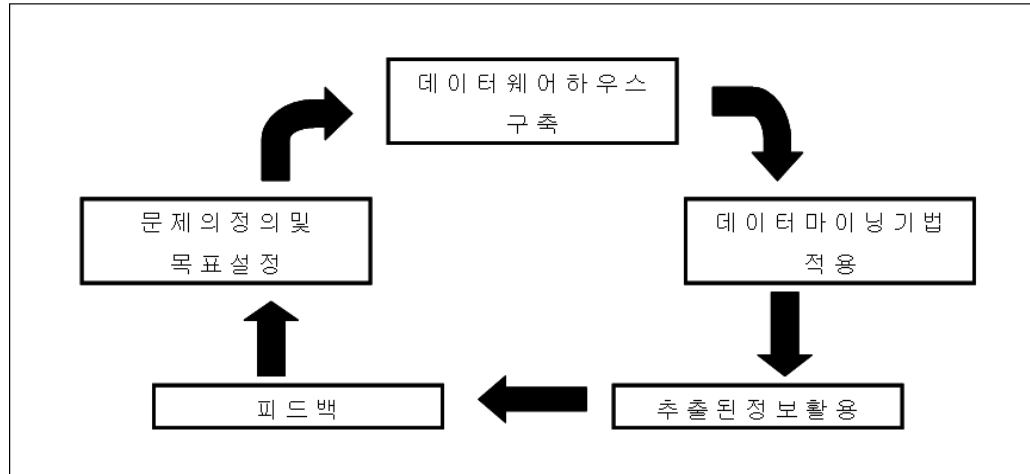 데이터웨어하우스
구축
문제의정의및
목표설정
데이터마이닝기법
적용
피드백
추출된정보활용